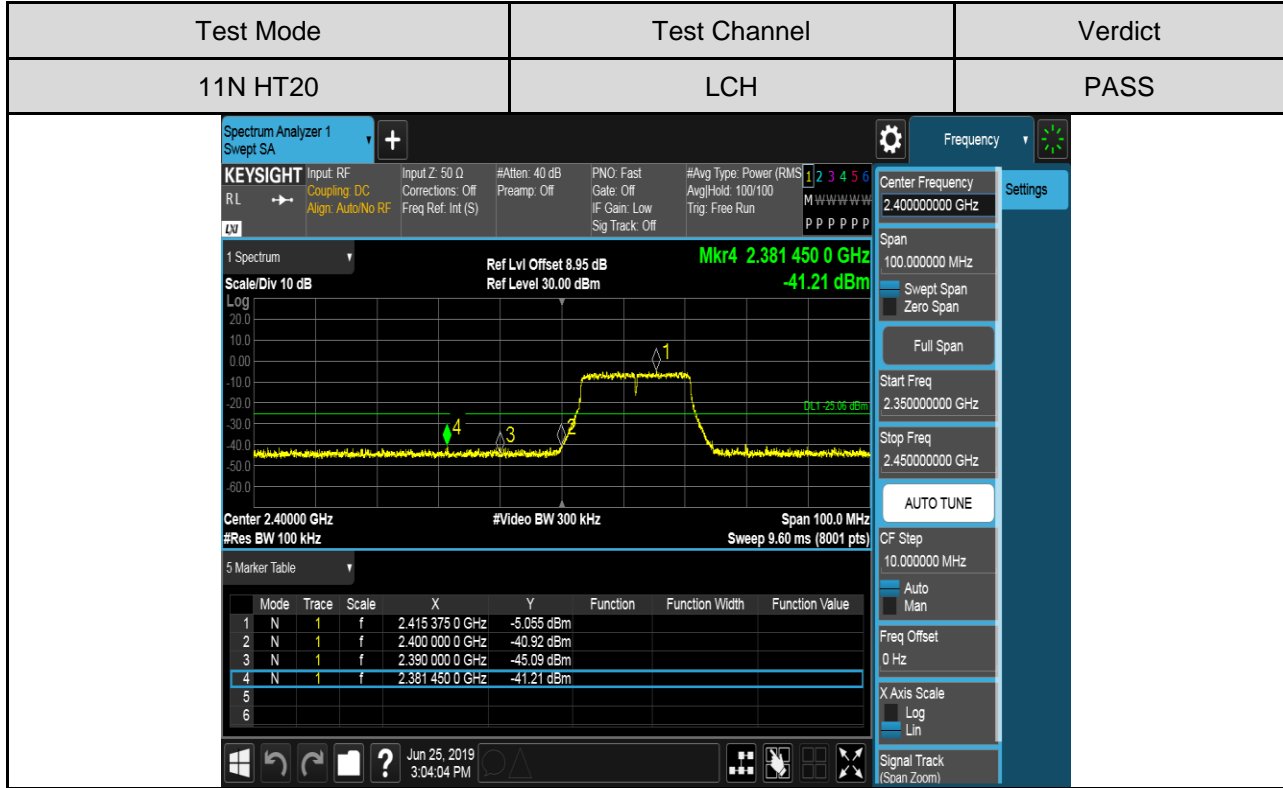 Test Mode Test Channel Verdict
11N HT20 LCH PASS
Spectrum Analyzer 1
Swept SA
+
Frequency
KEYSIGHT
RL
LXI
Input: RF
Coupling: DC
Align: Auto/No RF
Input Z: 50 Ω
Corrections: Off
Freq Ref: Int (S)
#Atten: 40 dB
Preamp: Off
PNO: Fast
Gate: Off
IF Gain: Low
Sig Track: Off
#Avg Type: Power (RMS
Avg|Hold: 100/100
Trig: Free Run
1 2 3 4 5 6
M W W W W W
P P P P P P
1 Spectrum
Scale/Div 10 dB
Ref Lvl Offset 8.95 dB
Ref Level 30.00 dBm
Mkr4 2.381 450 0 GHz
-41.21 dBm
Log
20.0
10.0
0.00
-10.0
-20.0
-30.0
-40.0
-50.0
-60.0
1
DL1 -25.06 dBm
4
3
2
Center 2.40000 GHz
#Res BW 100 kHz
#Video BW 300 kHz
Span 100.0 MHz
Sweep 9.60 ms (8001 pts)
5 Marker Table
Mode Trace Scale X Y Function Function Width Function Value
1 N 1 f 2.415 375 0 GHz -5.055 dBm
2 N 1 f 2.400 000 0 GHz -40.92 dBm
3 N 1 f 2.390 000 0 GHz -45.09 dBm
4 N 1 f 2.381 450 0 GHz -41.21 dBm
5
6
?
Jun 25, 2019
3:04:04 PM
Settings
Center Frequency
2.400000000 GHz
Span
100.000000 MHz
Swept Span
Zero Span
Full Span
Start Freq
2.350000000 GHz
Stop Freq
2.450000000 GHz
AUTO TUNE
CF Step
10.000000 MHz
Auto
Man
Freq Offset
0 Hz
X Axis Scale
Log
Lin
Signal Track
(Span Zoom)